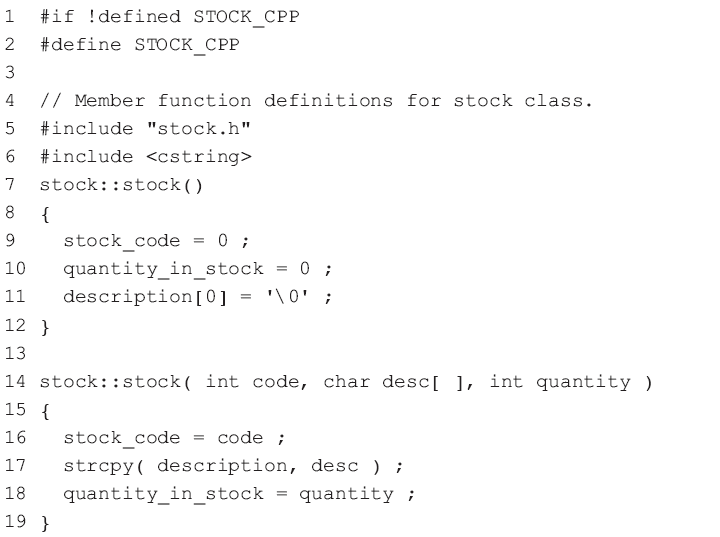 1 #if !defined STOCK_CPP
2 #define STOCK_CPP
3
4 // Member function definitions for stock class.
5 #include "stock.h"
6 #include <cstring>
7 stock::stock()
8 {
9   stock_code = 0 ;
10   quantity_in_stock = 0 ;
11   description[0] = '\0' ;
12 }
13
14 stock::stock( int code, char desc[ ], int quantity )
15 {
16   stock_code = code ;
17   strcpy( description, desc ) ;
18   quantity_in_stock = quantity ;
19 }